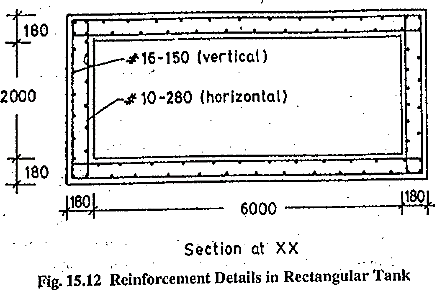 180
# 16-150 (vertical)
2000
# 10-280 (horizontal)
180
180
6000
180
Section at XX
Fig. 15.12 Reinforcement Details in Rectangular Tank